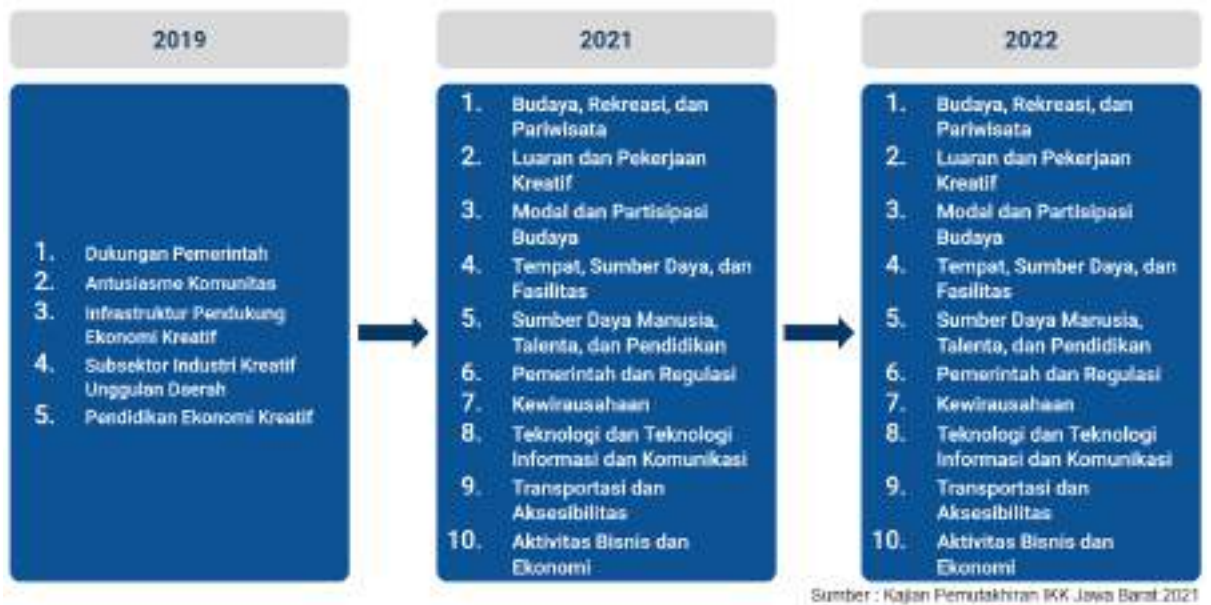 2019
1. Dukungan Pemerintah
2. Antusiasme Komunitas
3. Infrastruktur Pendukung
Ekonomi Kreatif
4. Subsektor Industri Kreatif
Unggulan Daerah
5. Pendidikan Ekonomi Kreatif
2021
1. Budaya, Rekreasi, dan
Pariwisata
2. Luaran dan Pekerjaan
Kreatif
3. Modal dan Partisipasi
Budaya
4. Tempat, Sumber Daya, dan
Fasilitas
5. Sumber Daya Manusia,
Talenta, dan Pendidikan
6. Pemerintah dan Regulasi
7. Kewirausahaan
8. Teknologi dan Teknologi
Informasi dan Komunikasi
9. Transportasi dan
Aksesibilitas
10. Aktivitas Bisnis dan
Ekonomi
2022
1. Budaya, Rekreasi, dan
Pariwisata
2. Luaran dan Pekerjaan
Kreatif
3. Modal dan Partisipasi
Budaya
4. Tempat, Sumber Daya, dan
Fasilitas
5. Sumber Daya Manusia,
Talenta, dan Pendidikan
6. Pemerintah dan Regulasi
7. Kewirausahaan
8. Teknologi dan Teknologi
Informasi dan Komunikasi
9. Transportasi dan
Aksesibilitas
10. Aktivitas Bisnis dan
Ekonomi
Sumber : Kajian Pemutakhiran IKK Jawa Barat 2021